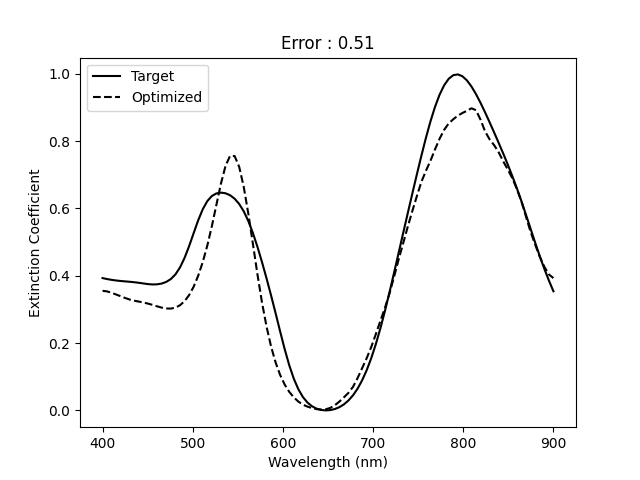 Error : 0.51
Target
Optimized
Extinction Coefficient
1.0
0.8
0.6
0.4
0.2
0.0
400 500 600 700 800 900
Wavelength (nm)